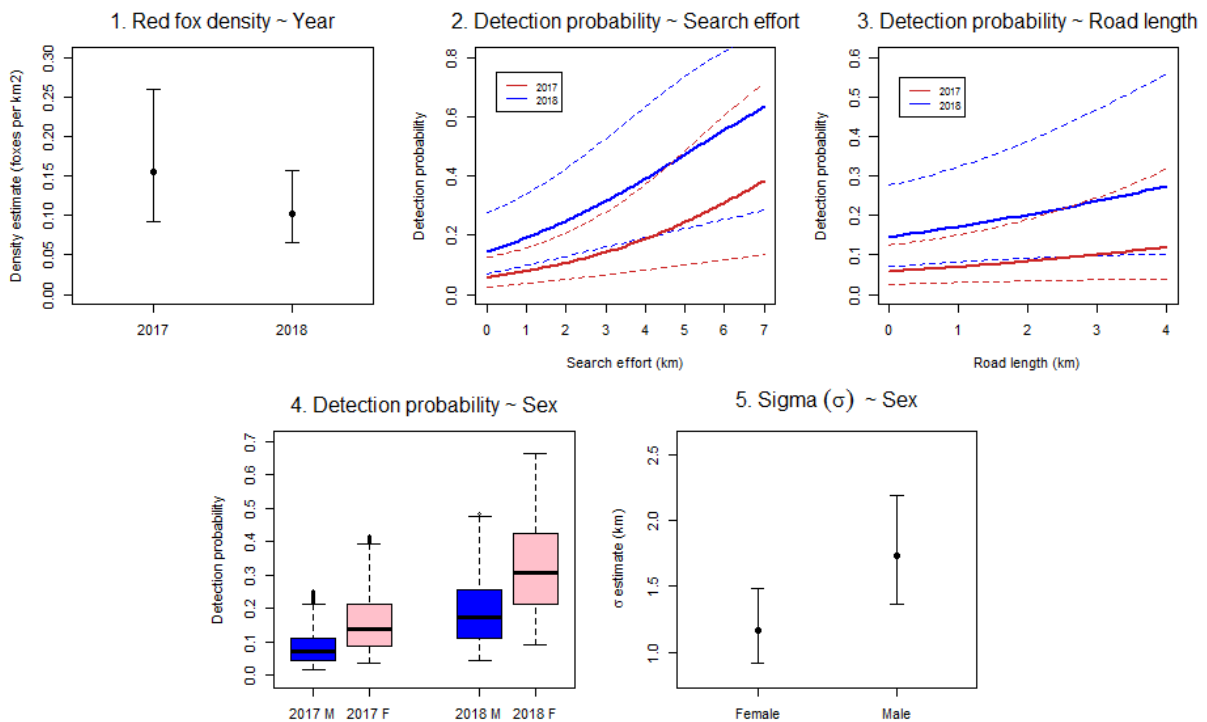 1. Red fox density ~ Year
Density estimate (foxes per km2)
0.30
0.25
0.20
0.15
0.10
0.05
0.00
2017 2018
2. Detection probability ~ Search effort
Detection probability
0.8
0.6
0.4
0.2
0.0
2017
2018
0 1 2 3 4 5 6 7
Search effort (km)
3. Detection probability ~ Road length
Detection probability
0.6
0.5
0.4
0.3
0.2
0.1
0.0
2017
2018
0 1 2 3 4
Road length (km)
4. Detection probability ~ Sex
Detection probability
0.7
0.6
0.5
0.4
0.3
0.2
0.1
0.0
2017 M 2017 F 2018 M 2018 F
5. Sigma (σ) ~ Sex
σ estimate (km)
2.5
2.0
1.5
1.0
Female Male